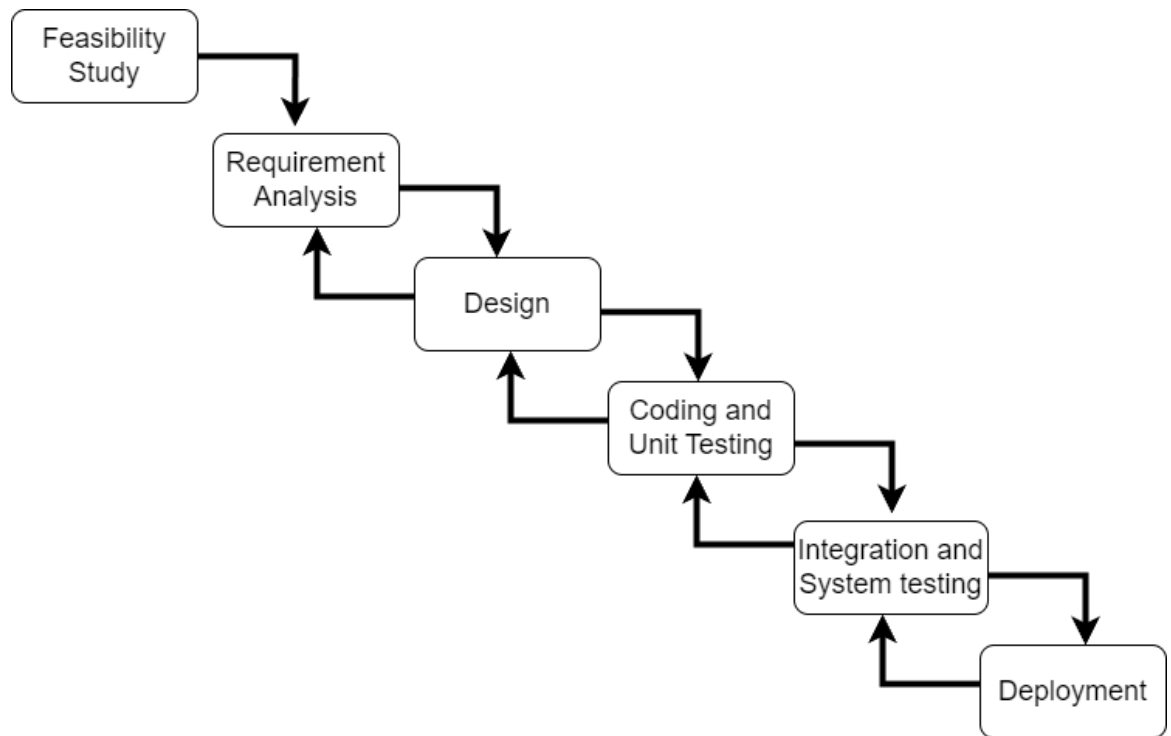 Feasibility
Study
Requirement
Analysis
Design
Coding and
Unit Testing
Integration and
System testing
Deployment